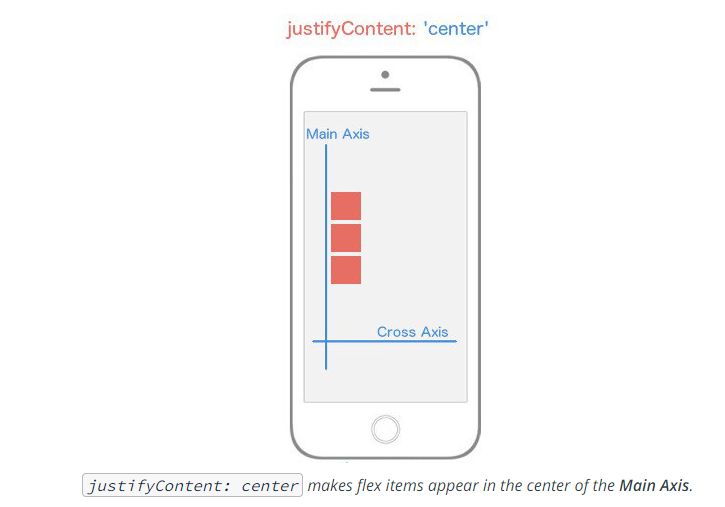 justifyContent: 'center'
Main Axis
Cross Axis
justifyContent: center makes flex items appear in the center of the Main Axis.